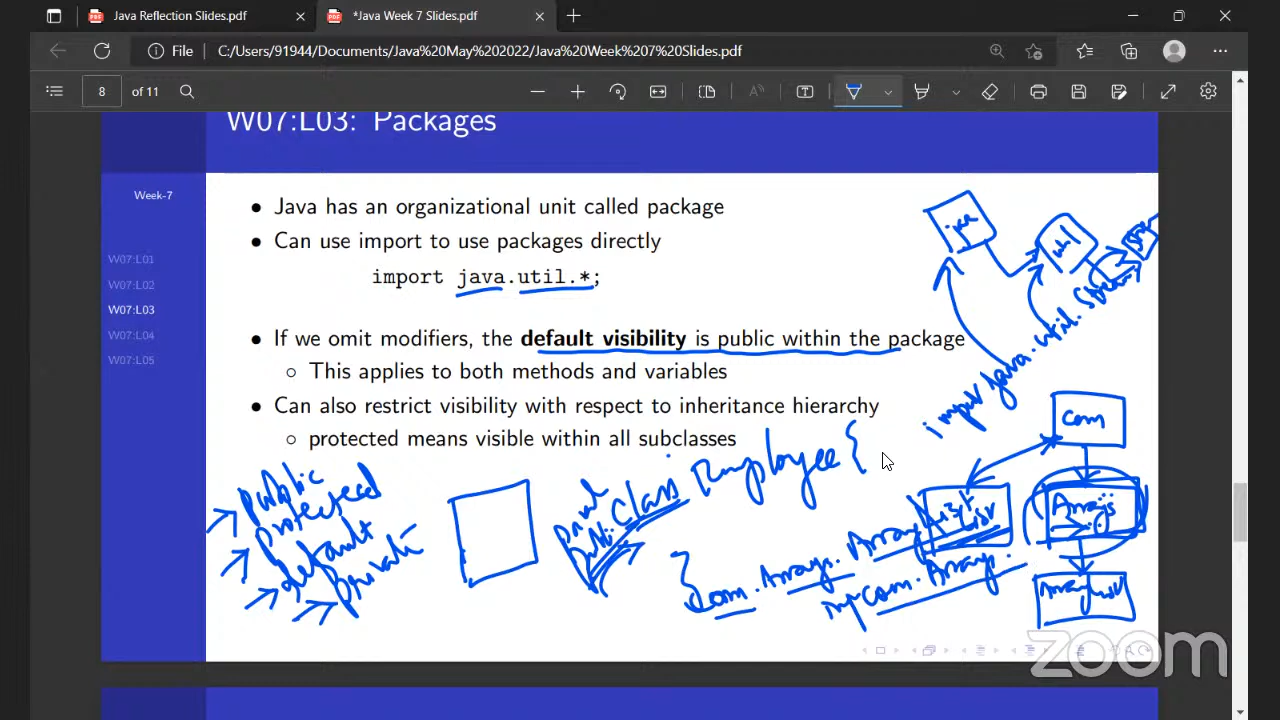 Java Reflection Slides.pdf
*Java Week 7 Slides.pdf
File
C:/Users/91944/Documents/Java%20May%202022/Java%20Week%207%20Slides.pdf
8 of 11
W07:L03: Packages
Week-7
W07:L01
W07:L02
W07:L03
W07:L04
W07:L05
• Java has an organizational unit called package
• Can use import to use packages directly
import java.util.*;
• If we omit modifiers, the default visibility is public within the package
○ This applies to both methods and variables
• Can also restrict visibility with respect to inheritance hierarchy
○ protected means visible within all subclasses
util
import java.util.Stream
com
Arrays
public
protected
default
private
class Employee {
}
com.Arrays.Array
com.Arrays
zoom